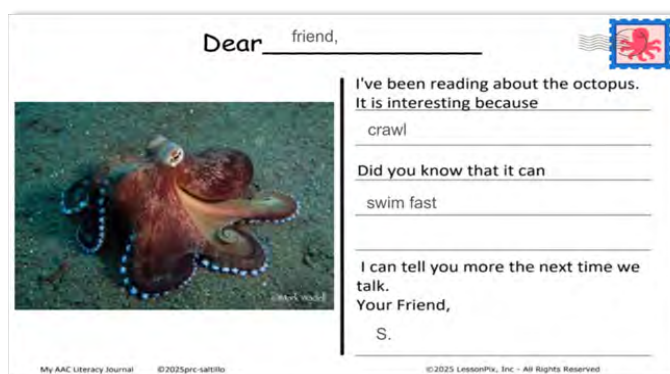 Dear friend,
I've been reading about the octopus.
It is interesting because
crawl
Did you know that it can
swim fast
I can tell you more the next time we
talk.
Your Friend,
S.
©Mark Wadell
My AAC Literacy Journal ©2025prc-saltillo
©2025 LessonPix, Inc - All Rights Reserved